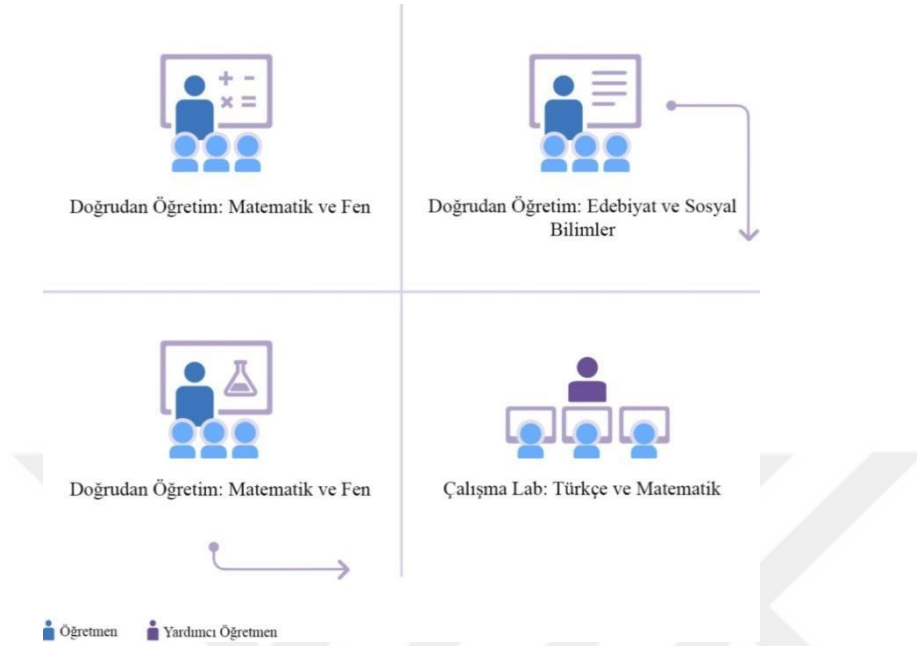 Doğrudan Öğretim: Matematik ve Fen
Doğrudan Öğretim: Edebiyat ve Sosyal
Bilimler
Doğrudan Öğretim: Matematik ve Fen
Çalışma Lab: Türkçe ve Matematik
Öğretmen
Yardımcı Öğretmen